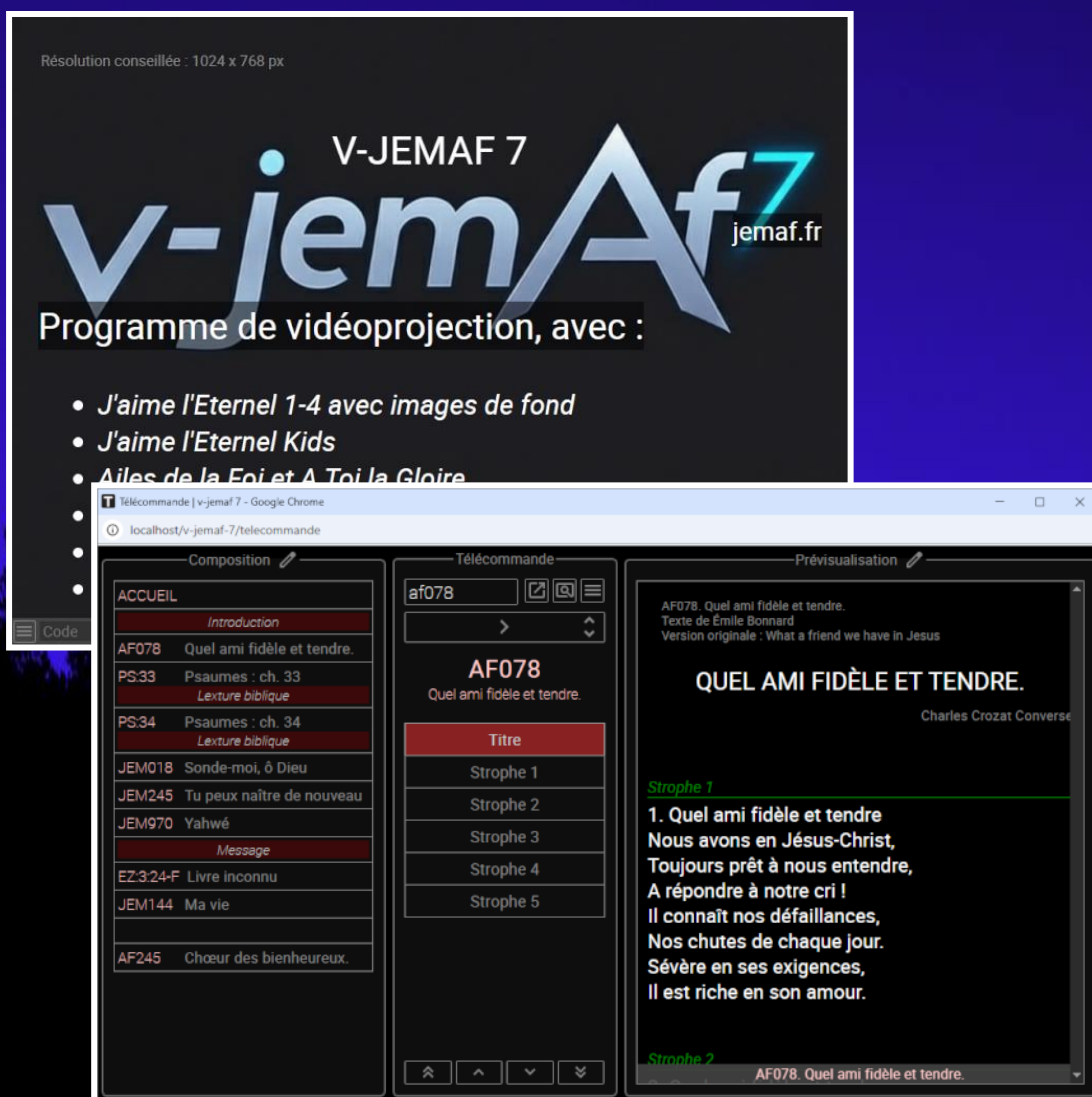 Résolution conseillée : 1024 x 768 px
V-JEMAF 7
v-jemAf7
jemaf.fr
Programme de vidéoprojection, avec :
• J'aime l'Eternel 1-4 avec images de fond
• J'aime l'Eternel Kids
• Ailes de la Foi et A Toi la Gloire
Code
Télécommande | v-jemaf 7 - Google Chrome
localhost/v-jemaf-7/telecommande
Composition
ACCUEIL
Introduction
AF078 Quel ami fidèle et tendre.
PS:33 Psaumes : ch. 33
Lexture biblique
PS:34 Psaumes : ch. 34
Lexture biblique
JEM018 Sonde-moi, ô Dieu
JEM245 Tu peux naître de nouveau
JEM970 Yahwé
Message
EZ:3:24-F Livre inconnu
JEM144 Ma vie
AF245 Chœur des bienheureux.
Télécommande
af078
AF078
Quel ami fidèle et tendre.
Titre
Strophe 1
Strophe 2
Strophe 3
Strophe 4
Strophe 5
Prévisualisation
AF078. Quel ami fidèle et tendre.
Texte de Émile Bonnard
Version originale : What a friend we have in Jesus
QUEL AMI FIDÈLE ET TENDRE.
Charles Crozat Converse
Strophe 1
1. Quel ami fidèle et tendre
Nous avons en Jésus-Christ,
Toujours prêt à nous entendre,
A répondre à notre cri !
Il connaît nos défaillances,
Nos chutes de chaque jour.
Sévère en ses exigences,
Il est riche en son amour.
Strophe 2
AF078. Quel ami fidèle et tendre.